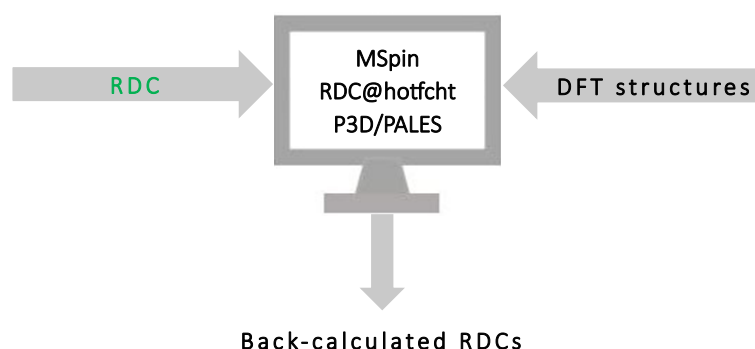 MSpin
RDC
RDC@hotfcht
DFT structures
P3D/PALES
Back-calculated RDCs